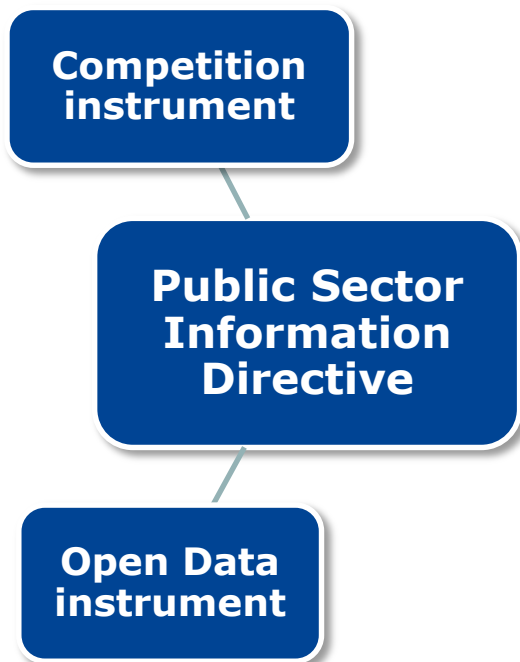 Competition
instrument
Public Sector
Information
Directive
Open Data
instrument